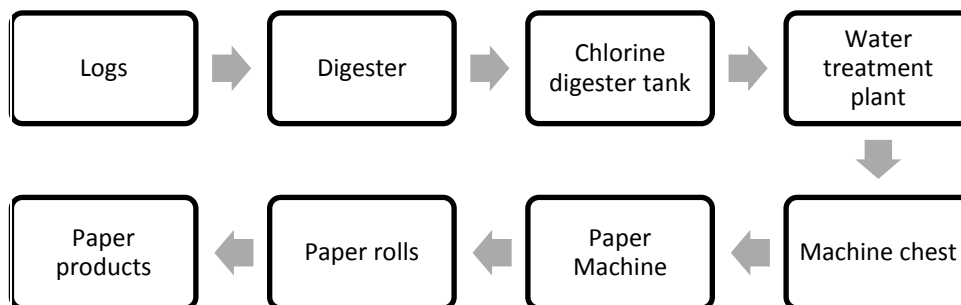 Logs
Digester
Chlorine
digester tank
Water
treatment
plant
Machine chest
Paper
Machine
Paper rolls
Paper
products